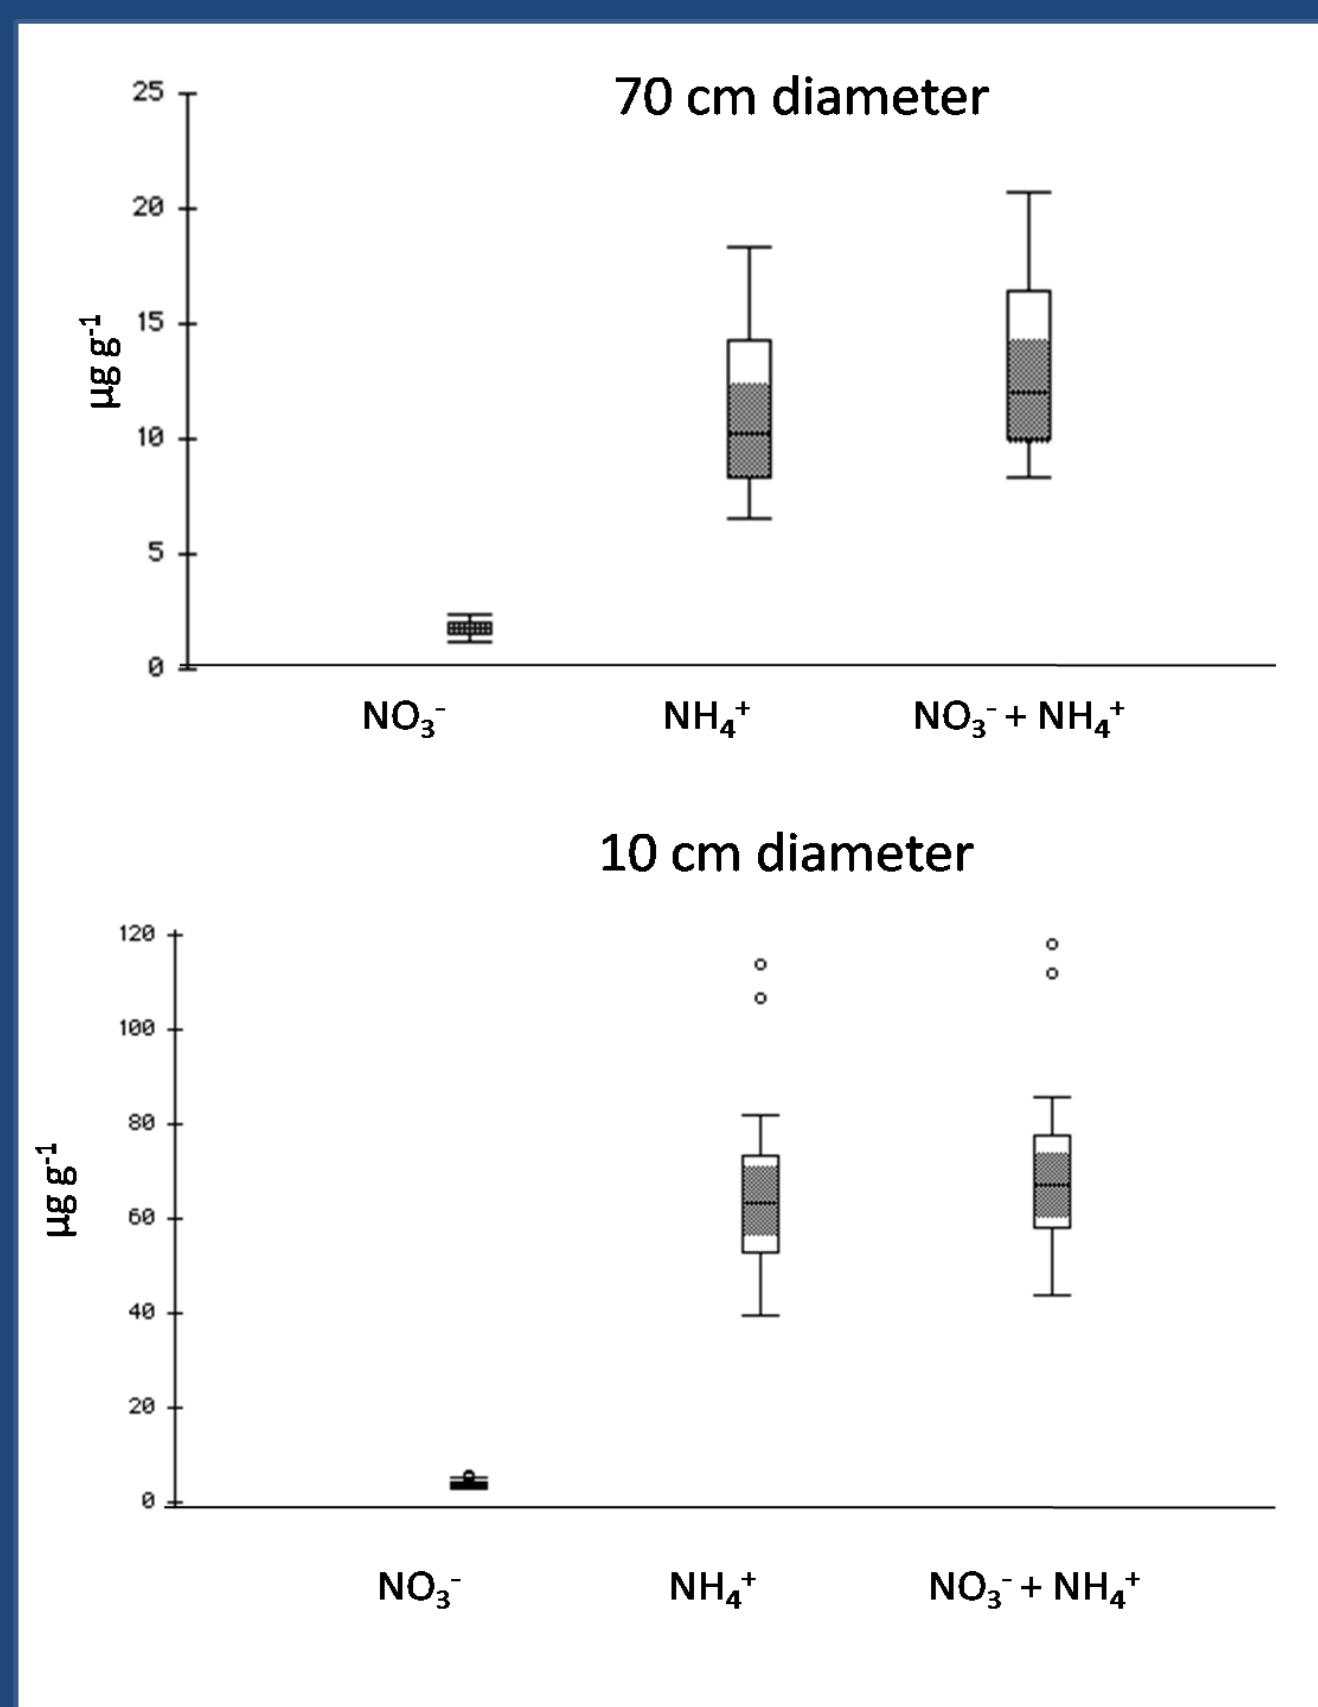 70 cm diameter
25
20
15
10
5
0
µg g⁻¹
NO₃⁻
NH₄⁺
NO₃⁻ + NH₄⁺
10 cm diameter
120
100
80
60
40
20
0
µg g⁻¹
NO₃⁻
NH₄⁺
NO₃⁻ + NH₄⁺